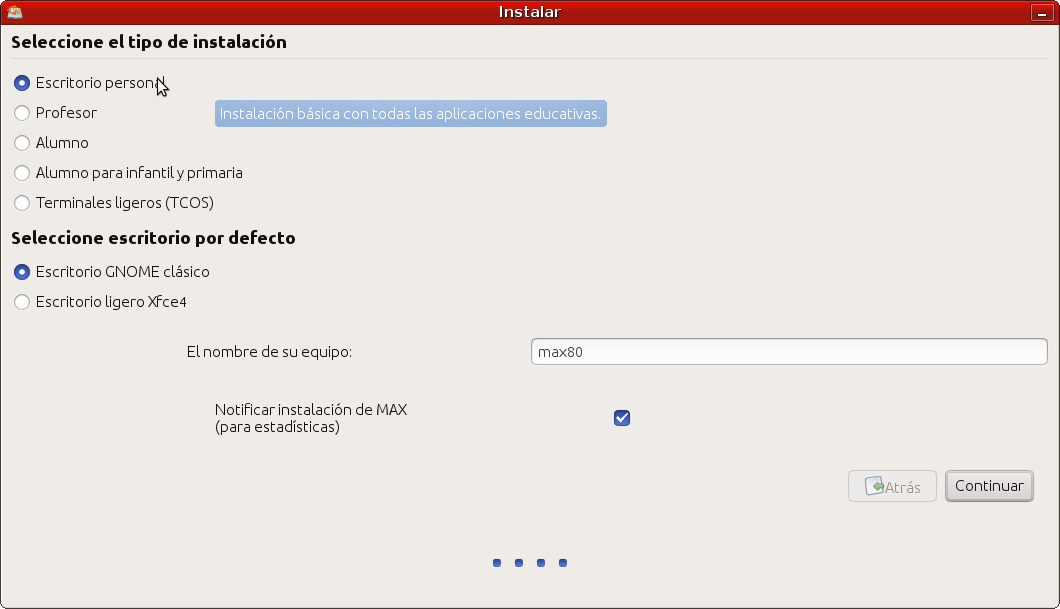 Instalar
Seleccione el tipo de instalación
Escritorio personal
Profesor
Instalación básica con todas las aplicaciones educativas.
Alumno
Alumno para infantil y primaria
Terminales ligeros (TCOS)
Seleccione escritorio por defecto
Escritorio GNOME clásico
Escritorio ligero Xfce4
El nombre de su equipo:
max80
Notificar instalación de MAX
(para estadísticas)
Atrás
Continuar